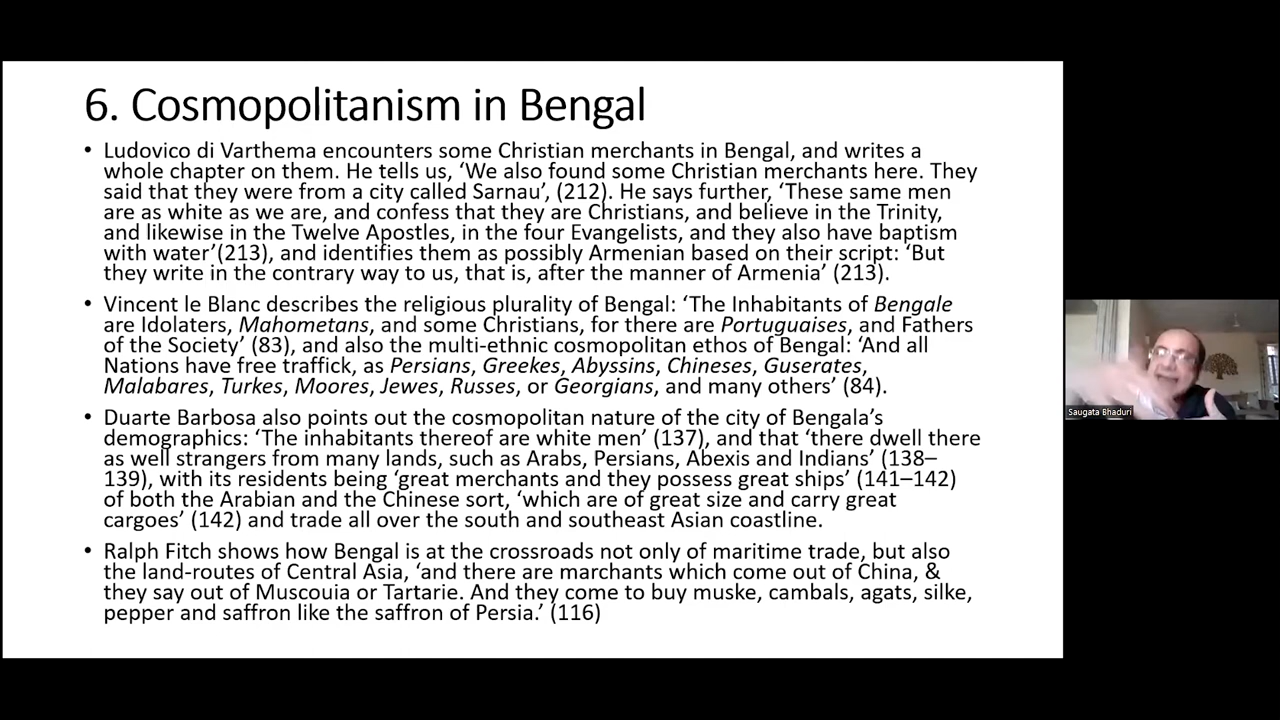 6. Cosmopolitanism in Bengal
• Ludovico di Varthema encounters some Christian merchants in Bengal, and writes a
whole chapter on them. He tells us, ‘We also found some Christian merchants here. They
said that they were from a city called Sarnau’, (212). He says further, ‘These same men
are as white as we are, and confess that they are Christians, and believe in the Trinity,
and likewise in the Twelve Apostles, in the four Evangelists, and they also have baptism
with water’(213), and identifies them as possibly Armenian based on their script: ‘But
they write in the contrary way to us, that is, after the manner of Armenia’ (213).
• Vincent le Blanc describes the religious plurality of Bengal: ‘The Inhabitants of Bengale
are Idolaters, Mahometans, and some Christians, for there are Portuguaises, and Fathers
of the Society’ (83), and also the multi-ethnic cosmopolitan ethos of Bengal: ‘And all
Nations have free traffick, as Persians, Greekes, Abyssins, Chineses, Guserates,
Malabares, Turkes, Moores, Jewes, Russes, or Georgians, and many others’ (84).
• Duarte Barbosa also points out the cosmopolitan nature of the city of Bengala’s
demographics: ‘The inhabitants thereof are white men’ (137), and that ‘there dwell there
as well strangers from many lands, such as Arabs, Persians, Abexis and Indians’ (138–
139), with its residents being ‘great merchants and they possess great ships’ (141–142)
of both the Arabian and the Chinese sort, ‘which are of great size and carry great
cargoes’ (142) and trade all over the south and southeast Asian coastline.
• Ralph Fitch shows how Bengal is at the crossroads not only of maritime trade, but also
the land-routes of Central Asia, ‘and there are marchants which come out of China, &
they say out of Muscouia or Tartarie. And they come to buy muske, cambals, agats, silke,
pepper and saffron like the saffron of Persia.’ (116)
Saugata Bhaduri